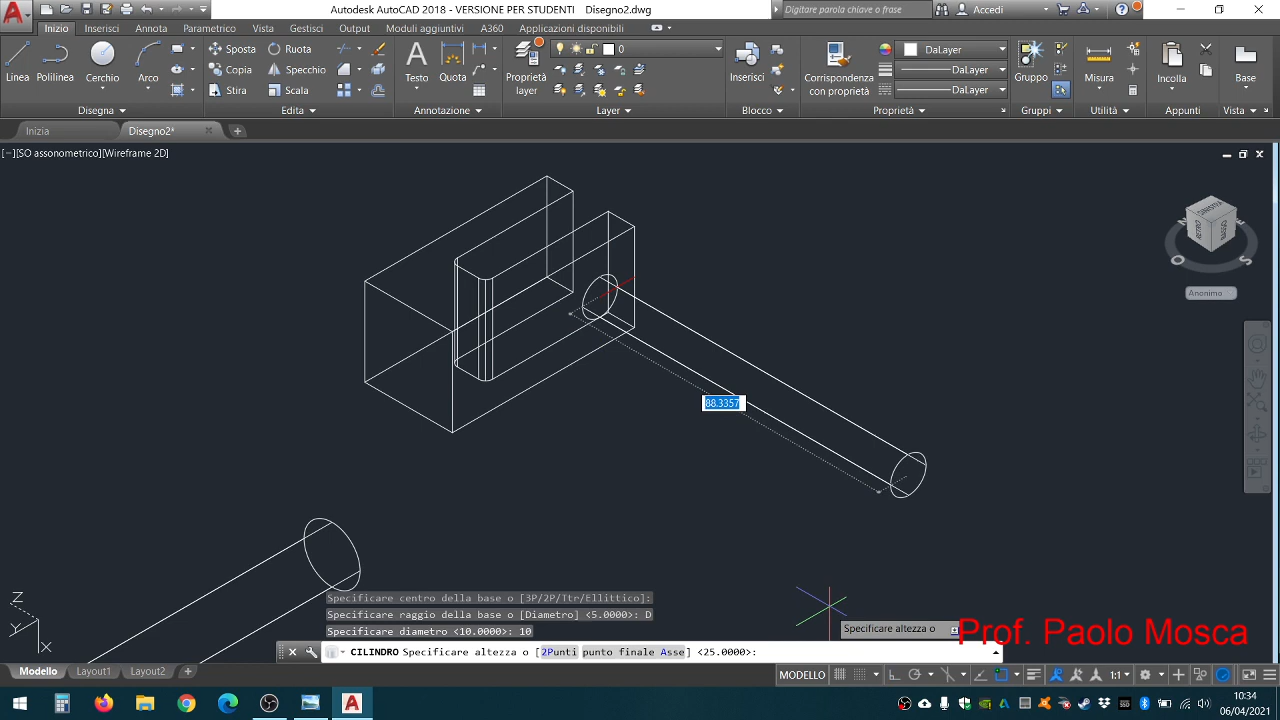 Autodesk AutoCAD 2018 - VERSIONE PER STUDENTI Disegno2.dwg
Digitare parola chiave o frase
Accedi
Inizio Inserisci Annota Parametrico Vista Gestisci Output Moduli aggiuntivi A360 Applicazioni disponibili
Sposta Ruota
Copia Specchio
Stira Scala
0
DaLayer
DaLayer
DaLayer
Linea Polilinea Cerchio Arco
Testo Quota
Proprietà
layer
Inserisci
Corrispondenza
con proprietà
Gruppo
Misura
Incolla
Base
Disegna Edita Annotazione Layer Blocco Proprietà Gruppi Utilità Appunti Vista
Inizia Disegno2*
[−][SO assonometrico][Wireframe 2D]
RETRO
O S
Anonimo
88.3357
Z
Y X
Specificare centro della base o [3P/2P/Ttr/Ellittico]:
Specificare raggio della base o [Diametro] <5.0000>: D
Specificare diametro <10.0000>: 10
Specificare altezza o
Prof. Paolo Mosca
CILINDRO Specificare altezza o [2Punti punto finale Asse] <25.0000>:
Modello Layout1 Layout2
MODELLO 1:1
10:34
06/04/2021